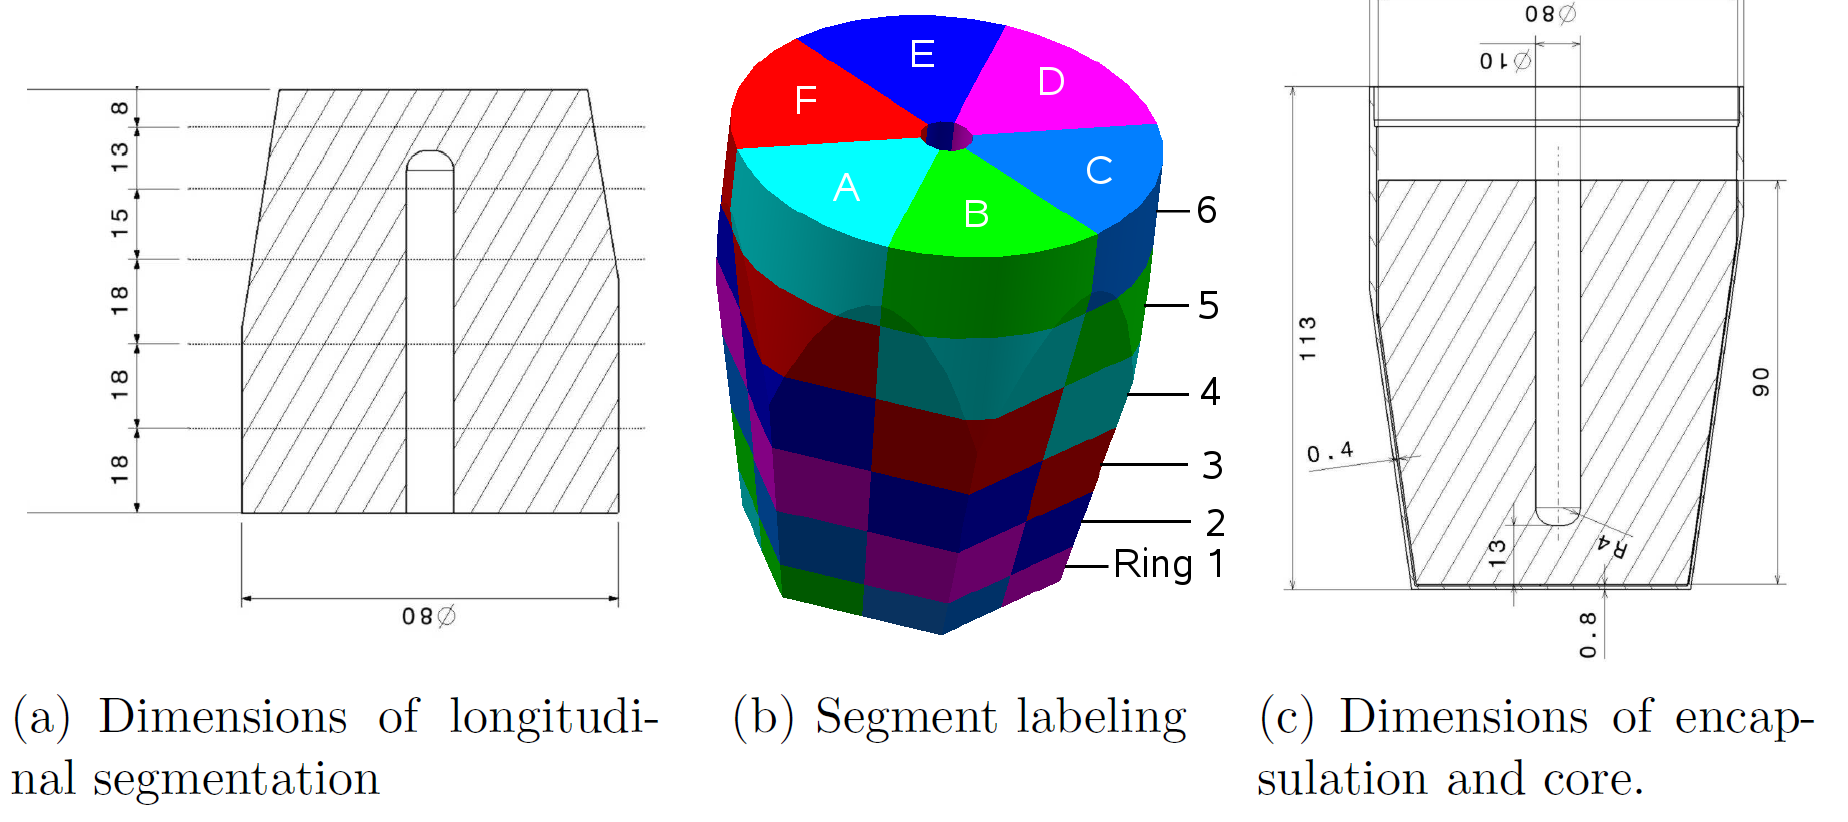 8
13
15
18
18
18
Ø80
E
D
F
A
C
B
6
5
4
3
2
Ring 1
Ø80
Ø10
113
90
0.4
13
R4
0.8
(a) Dimensions of longitudi-
nal segmentation
(b) Segment labeling
(c) Dimensions of encap-
sulation and core.